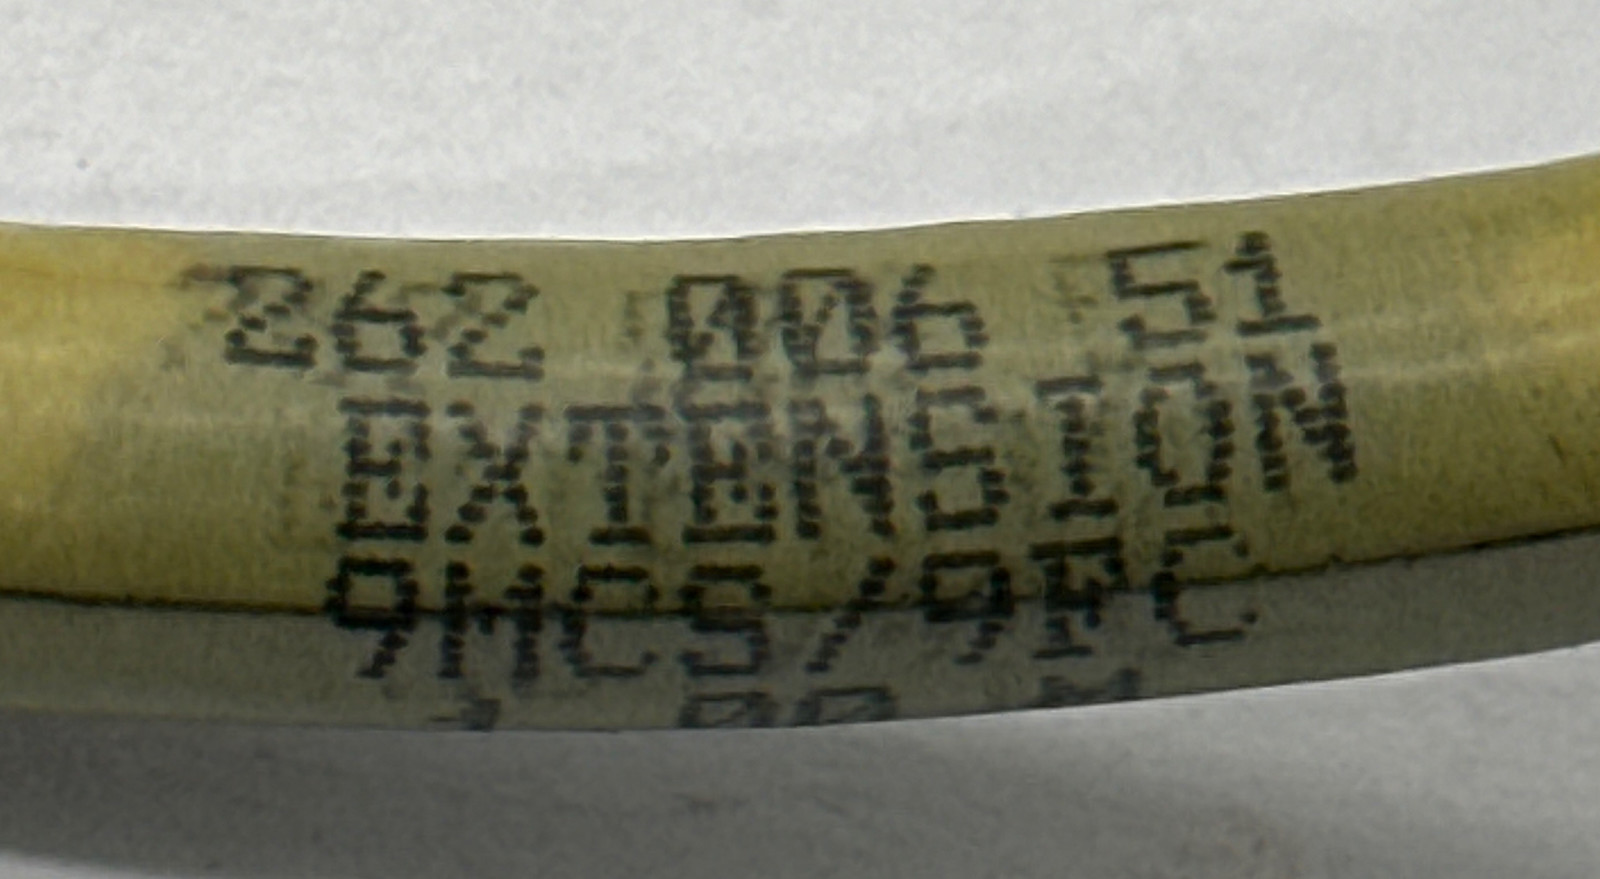 262 006 51
EXTENSION
9MCS/9FC